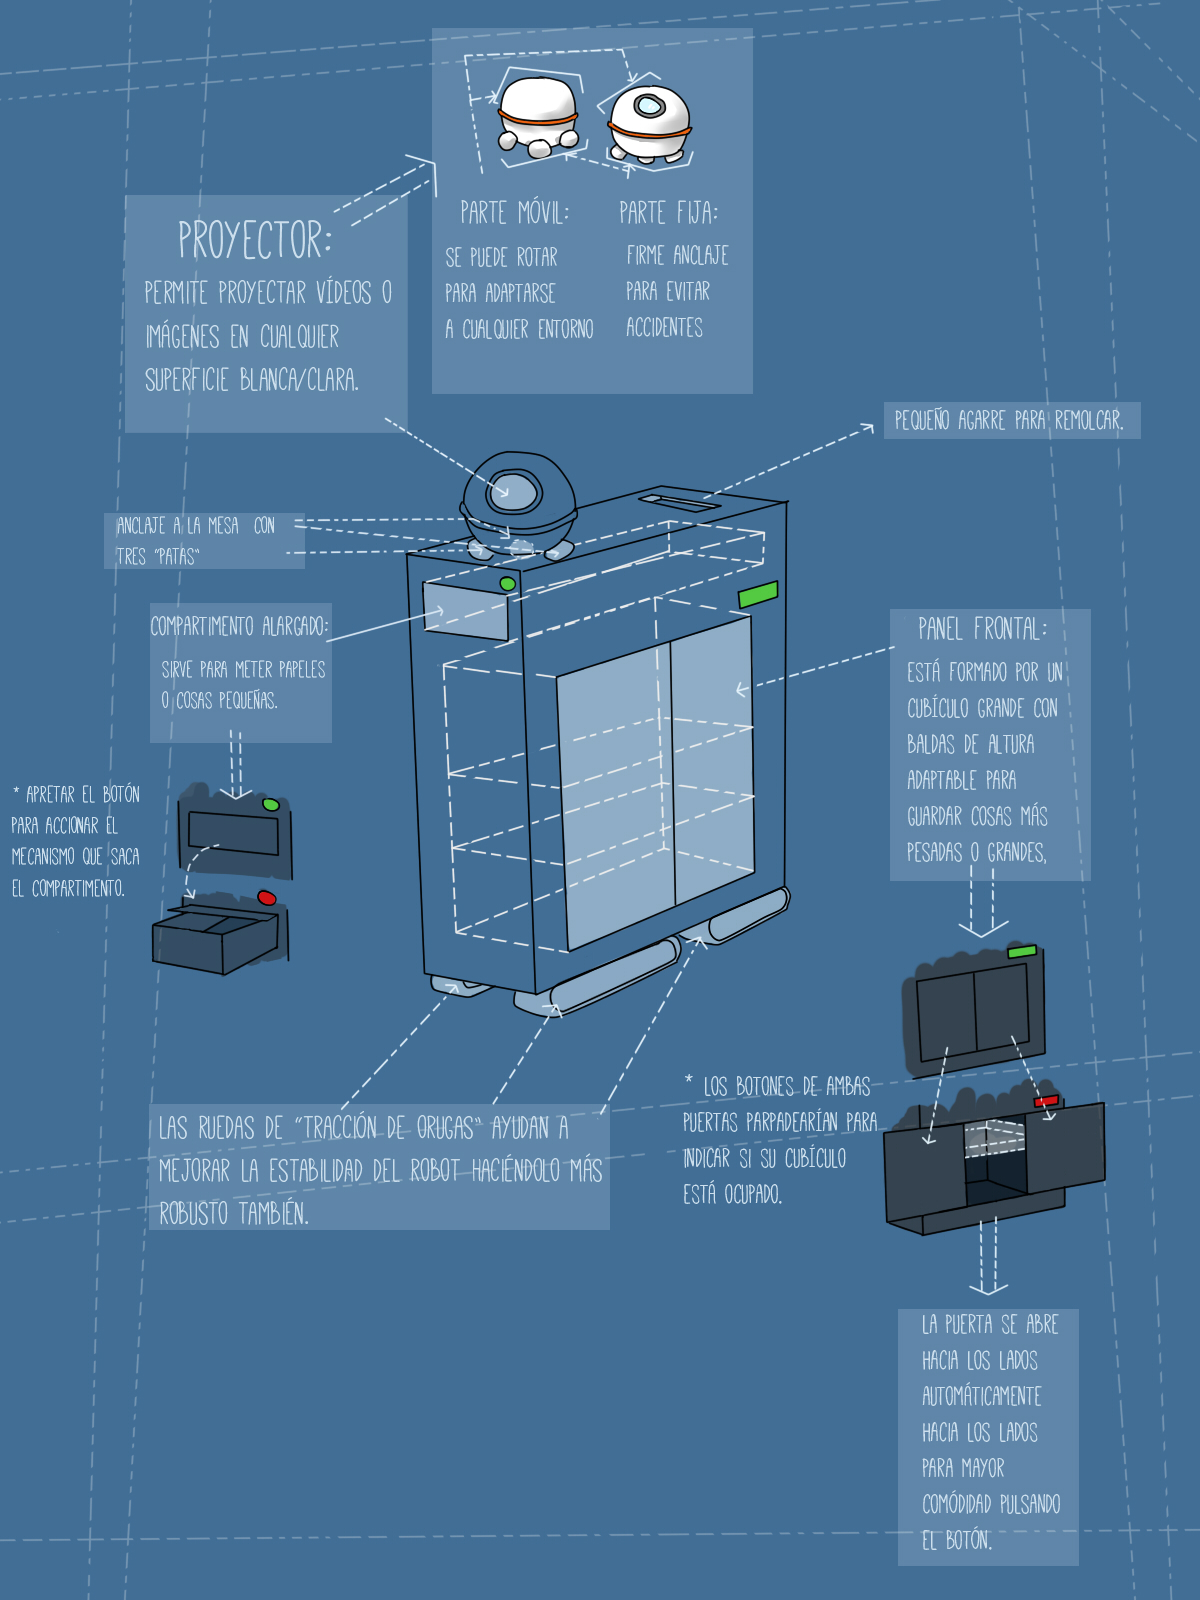 PARTE MÓVIL:
SE PUEDE ROTAR
PARA ADAPTARSE
A CUALQUIER ENTORNO
PARTE FIJA:
FIRME ANCLAJE
PARA EVITAR
ACCIDENTES
PROYECTOR:
PERMITE PROYECTAR VÍDEOS O
IMÁGENES EN CUALQUIER
SUPERFICIE BLANCA/CLARA.
PEQUEÑO AGARRE PARA REMOLCAR.
ANCLAJE A LA MESA CON
TRES "PATAS"
COMPARTIMENTO ALARGADO:
SIRVE PARA METER PAPELES
O COSAS PEQUEÑAS.
PANEL FRONTAL:
ESTÁ FORMADO POR UN
CUBÍCULO GRANDE CON
BALDAS DE ALTURA
ADAPTABLE PARA
GUARDAR COSAS MÁS
PESADAS O GRANDES,
* APRETAR EL BOTÓN
PARA ACCIONAR EL
MECANISMO QUE SACA
EL COMPARTIMENTO.
* LOS BOTONES DE AMBAS
PUERTAS PARPADEARÍAN PARA
INDICAR SI SU CUBÍCULO
ESTÁ OCUPADO.
LAS RUEDAS DE "TRACCIÓN DE ORUGAS" AYUDAN A
MEJORAR LA ESTABILIDAD DEL ROBOT HACIÉNDOLO MÁS
ROBUSTO TAMBIÉN.
LA PUERTA SE ABRE
HACIA LOS LADOS
AUTOMÁTICAMENTE
HACIA LOS LADOS
PARA MAYOR
COMÓDIDAD PULSANDO
EL BOTÓN.